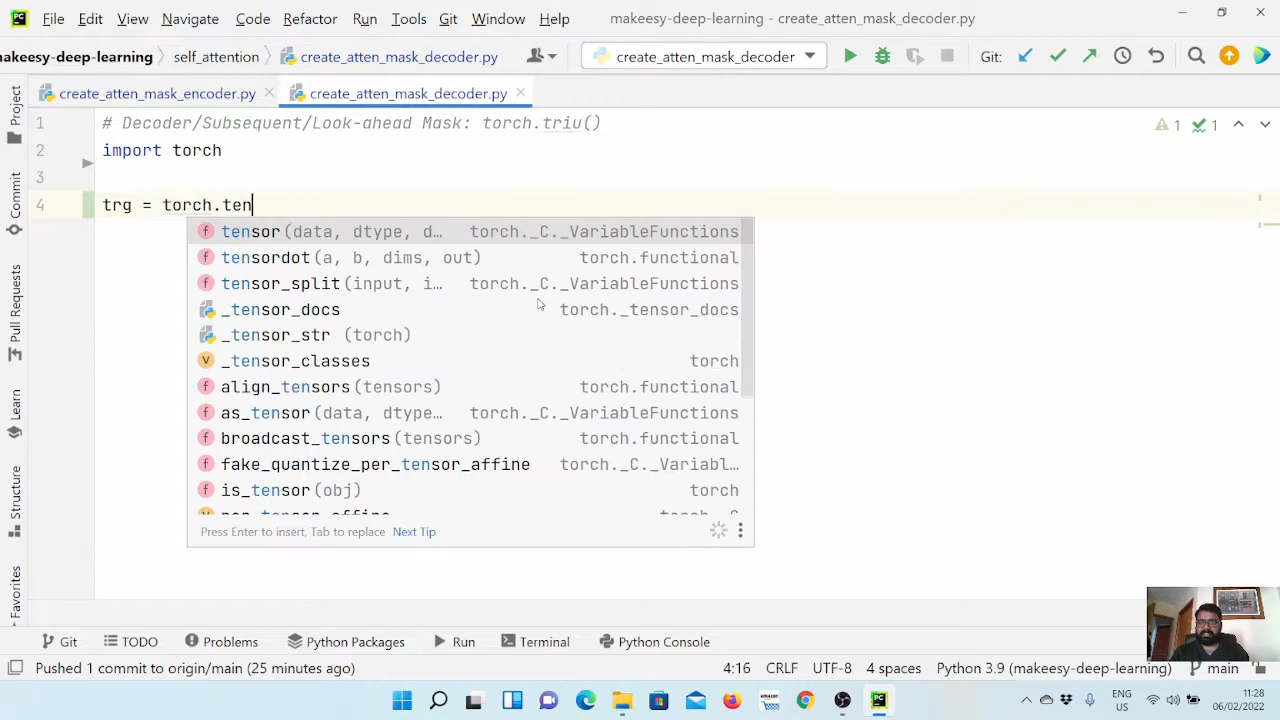 PC File Edit View Navigate Code Refactor Run Tools Git Window Help makeesy-deep-learning - create_atten_mask_decoder.py
makeesy-deep-learning self_attention create_atten_mask_decoder.py create_atten_mask_decoder Git:
create_atten_mask_encoder.py create_atten_mask_decoder.py
1 # Decoder/Subsequent/Look-ahead Mask: torch.triu() 1 1
2 import torch
3
4 trg = torch.ten
tensor(data, dtype, d… torch._C._VariableFunctions
tensordot(a, b, dims, out) torch.functional
tensor_split(input, i… torch._C._VariableFunctions
_tensor_docs torch._tensor_docs
_tensor_str (torch)
_tensor_classes torch
align_tensors(tensors) torch.functional
as_tensor(data, dtype… torch._C._VariableFunctions
broadcast_tensors(tensors) torch.functional
fake_quantize_per_tensor_affine torch._C._Variabl…
is_tensor(obj) torch
Press Enter to insert, Tab to replace Next Tip
Project
Commit
Pull Requests
Learn
Structure
Favorites
Git TODO Problems Python Packages Run Terminal Python Console
Pushed 1 commit to origin/main (25 minutes ago) 4:16 CRLF UTF-8 4 spaces Python 3.9 (makeesy-deep-learning) main
ENG 11:28
US 06/02/2022